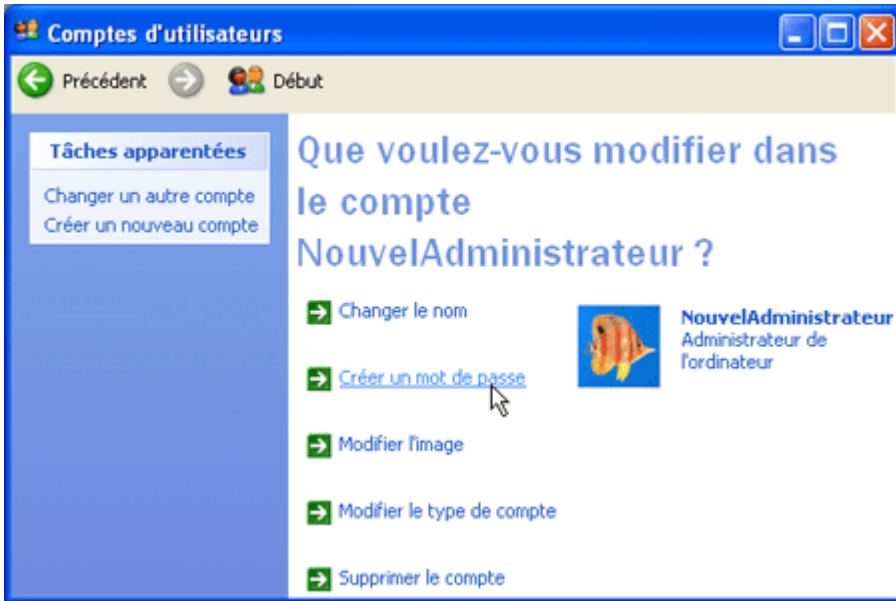 Comptes d'utilisateurs
Précédent
Début
Tâches apparentées
Changer un autre compte
Créer un nouveau compte
Que voulez-vous modifier dans
le compte
NouvelAdministrateur ?
Changer le nom
Créer un mot de passe
Modifier l'image
Modifier le type de compte
Supprimer le compte
NouvelAdministrateur
Administrateur de
l'ordinateur